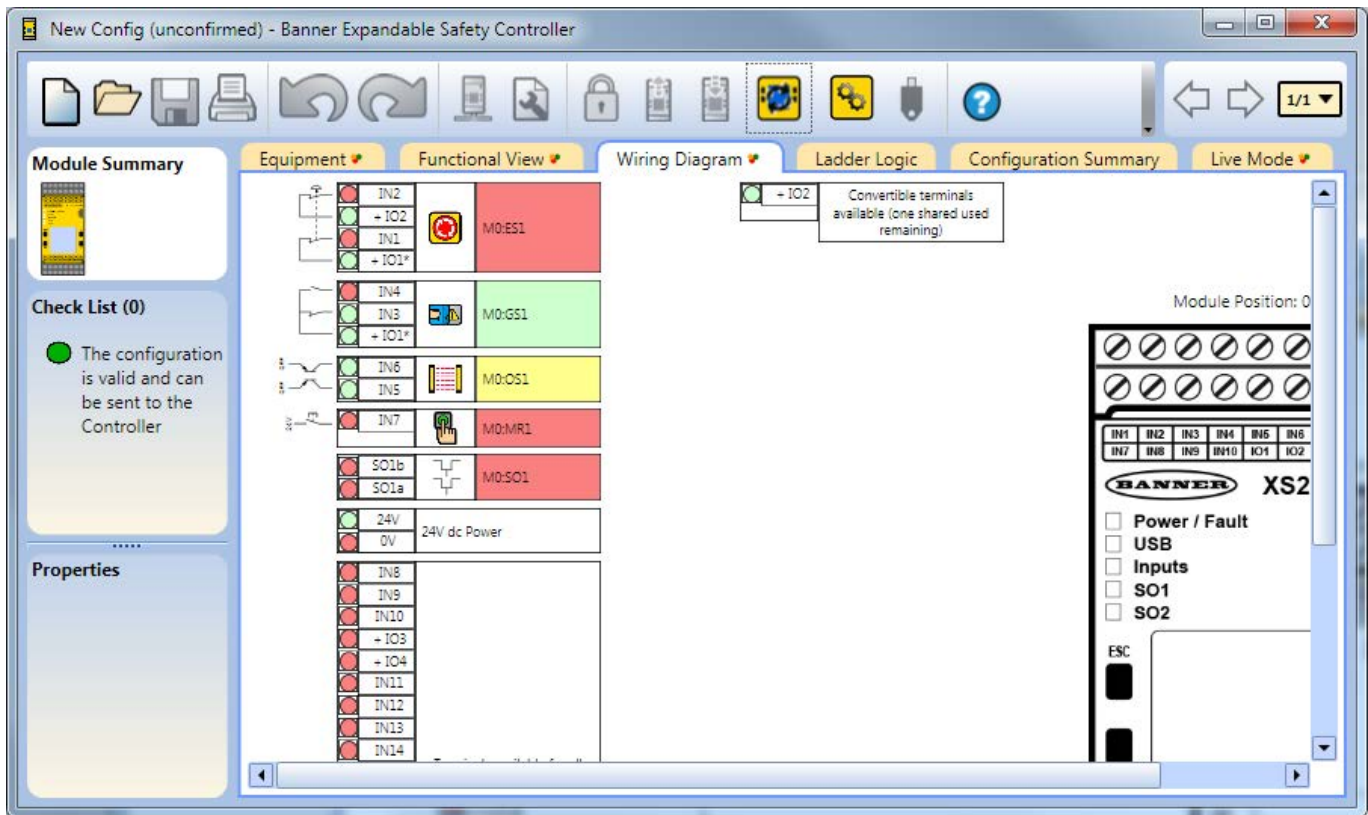 New Config (unconfirmed) - Banner Expandable Safety Controller
1/1
Module Summary
Equipment
Functional View
Wiring Diagram
Ladder Logic
Configuration Summary
Live Mode
Check List (0)
The configuration
is valid and can
be sent to the
Controller
Properties
IN2
+ IO2
IN1
+ IO1*
M0:ES1
IN4
IN3
+ IO1*
M0:GS1
IN6
IN5
M0:OS1
IN7
M0:MR1
SO1b
SO1a
M0:SO1
24V
0V
24V dc Power
IN8
IN9
IN10
+ IO3
+ IO4
IN11
IN12
IN13
IN14
+ IO2
Convertible terminals
available (one shared used
remaining)
Module Position: 0
IN1 IN2 IN3 IN4 IN5 IN6
IN7 IN8 IN9 IN10 IO1 IO2
BANNER XS2
Power / Fault
USB
Inputs
SO1
SO2
ESC